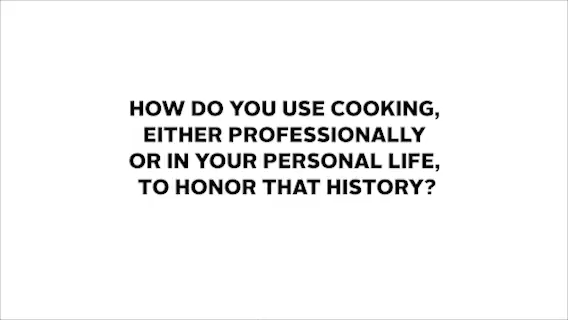 HOW DO YOU USE COOKING,
EITHER PROFESSIONALLY
OR IN YOUR PERSONAL LIFE,
TO HONOR THAT HISTORY?